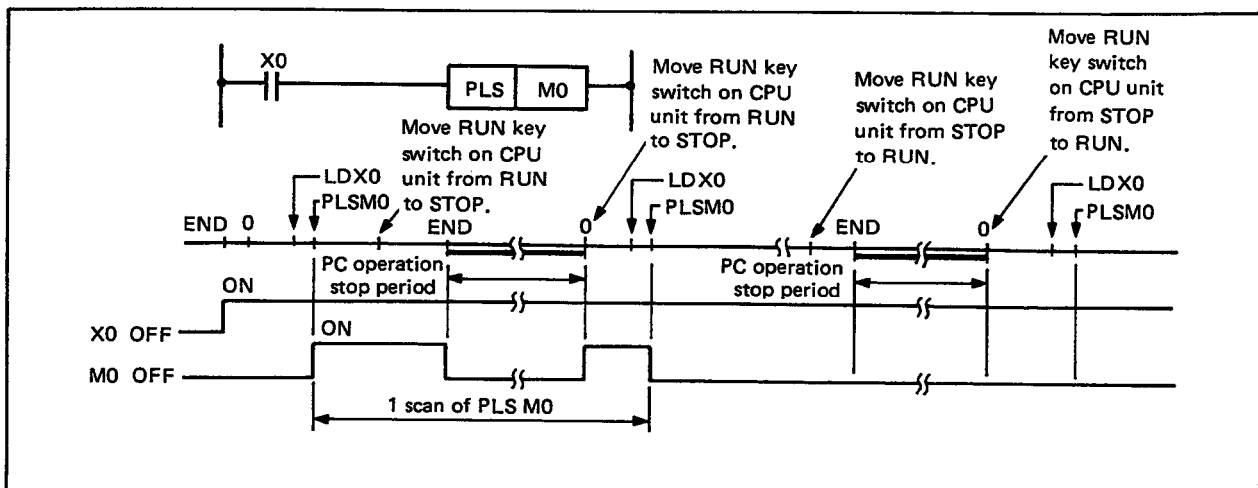 X0
PLS M0
Move RUN key
switch on CPU
unit from RUN
to STOP.
Move RUN key
switch on CPU
unit from RUN
to STOP.
Move RUN key
switch on CPU
unit from STOP
to RUN.
Move RUN
key switch
on CPU unit
from STOP
to RUN.
LDX0
PLSM0
LDX0
PLSM0
LDX0
PLSM0
END 0
END
0
END
0
PC operation
stop period
PC operation
stop period
ON
X0 OFF
ON
M0 OFF
1 scan of PLS M0